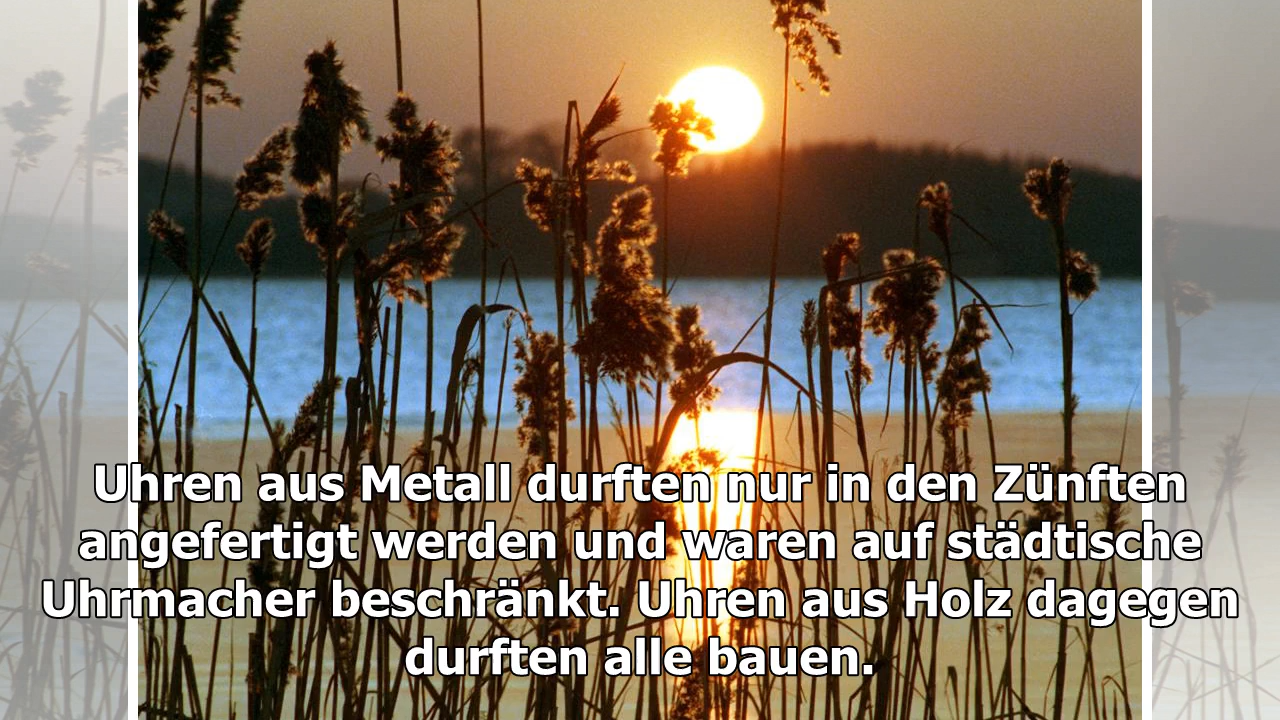 Uhren aus Metall durften nur in den Zünften
angefertigt werden und waren auf städtische
Uhrmacher beschränkt. Uhren aus Holz dagegen
durften alle bauen.